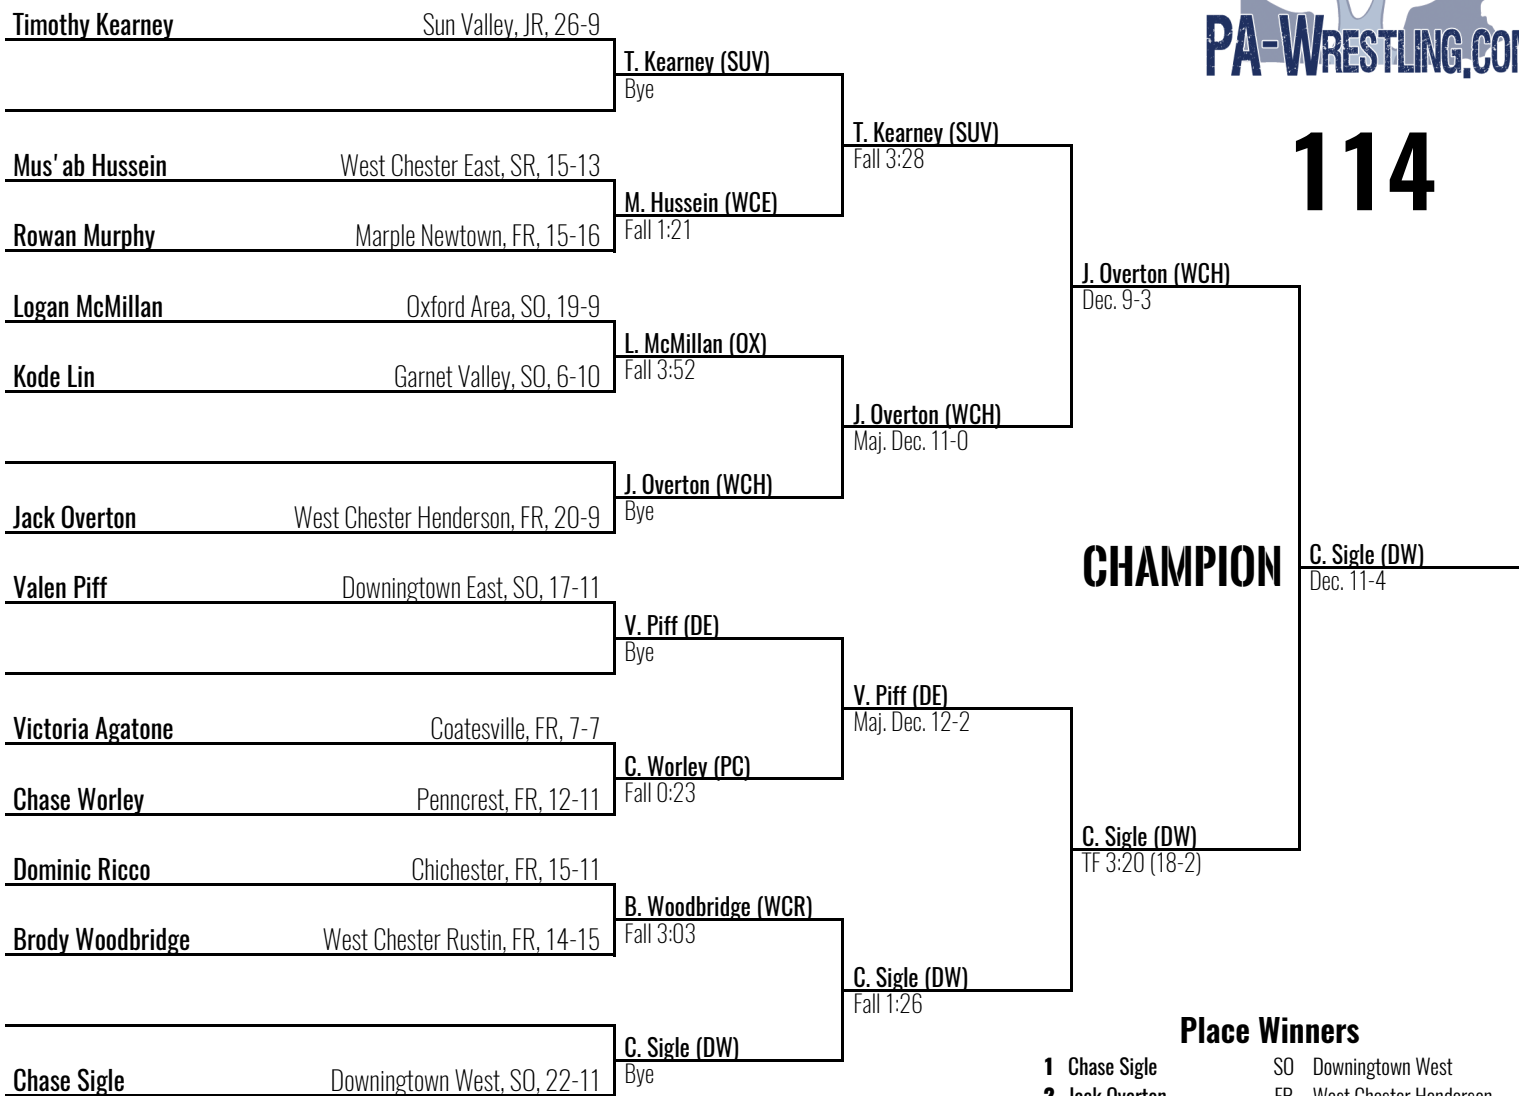 PA-WRESTLING.CO
114
Timothy Kearney Sun Valley, JR, 26-9
T. Kearney (SUV)
Bye
T. Kearney (SUV)
Fall 3:28
Mus'ab Hussein West Chester East, SR, 15-13
M. Hussein (WCE)
Fall 1:21
Rowan Murphy Marple Newtown, FR, 15-16
J. Overton (WCH)
Dec. 9-3
Logan McMillan Oxford Area, SO, 19-9
L. McMillan (OX)
Fall 3:52
Kode Lin Garnet Valley, SO, 6-10
J. Overton (WCH)
Maj. Dec. 11-0
J. Overton (WCH)
Bye
Jack Overton West Chester Henderson, FR, 20-9
CHAMPION
C. Sigle (DW)
Dec. 11-4
Valen Piff Downingtown East, SO, 17-11
V. Piff (DE)
Bye
V. Piff (DE)
Maj. Dec. 12-2
Victoria Agatone Coatesville, FR, 7-7
C. Worley (PC)
Fall 0:23
Chase Worley Penncrest, FR, 12-11
C. Sigle (DW)
TF 3:20 (18-2)
Dominic Ricco Chichester, FR, 15-11
B. Woodbridge (WCR)
Fall 3:03
Brody Woodbridge West Chester Rustin, FR, 14-15
C. Sigle (DW)
Fall 1:26
C. Sigle (DW)
Bye
Chase Sigle Downingtown West, SO, 22-11
Place Winners
1 Chase Sigle SO Downingtown West
2 Jack Overton FR West Chester Henderson